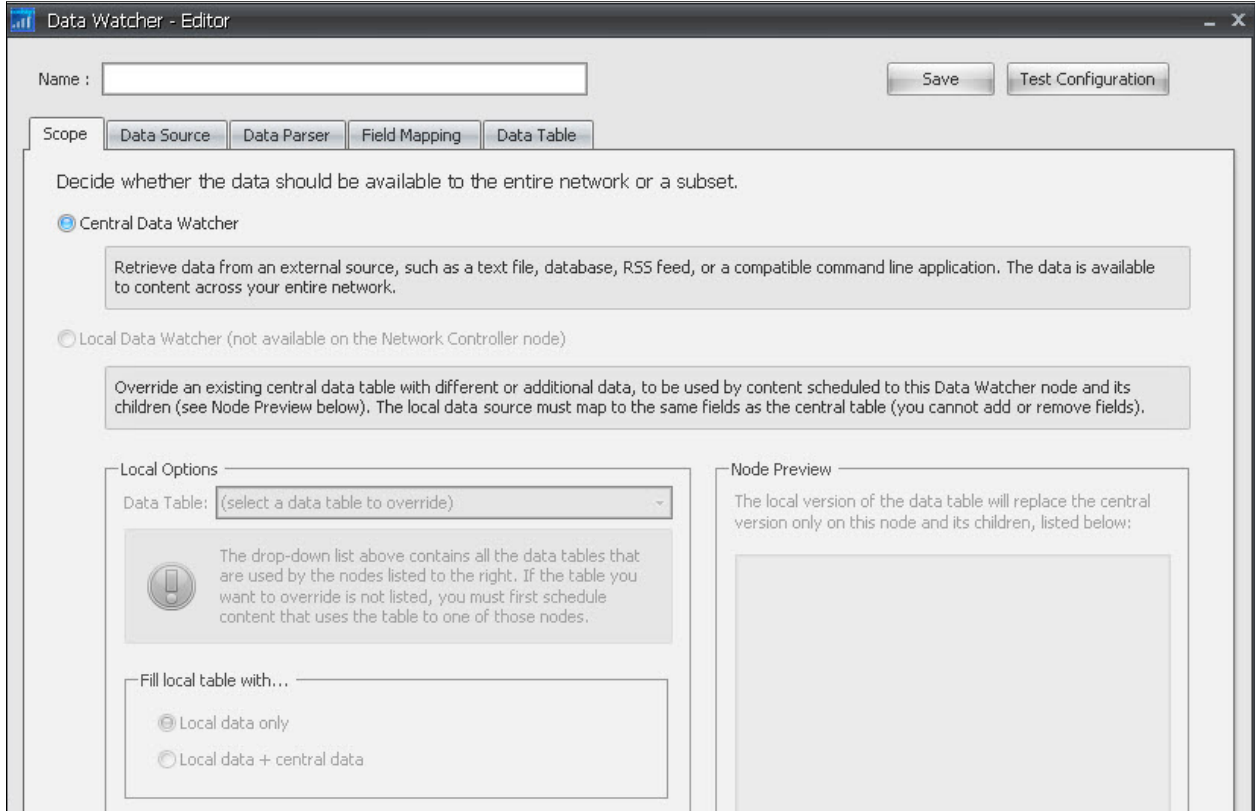 Data Watcher - Editor
Name :
Save
Test Configuration
Scope
Data Source
Data Parser
Field Mapping
Data Table
Decide whether the data should be available to the entire network or a subset.
Central Data Watcher
Retrieve data from an external source, such as a text file, database, RSS feed, or a compatible command line application. The data is available
to content across your entire network.
Local Data Watcher (not available on the Network Controller node)
Override an existing central data table with different or additional data, to be used by content scheduled to this Data Watcher node and its
children (see Node Preview below). The local data source must map to the same fields as the central table (you cannot add or remove fields).
Local Options
Data Table: (select a data table to override)
The drop-down list above contains all the data tables that
are used by the nodes listed to the right. If the table you
want to override is not listed, you must first schedule
content that uses the table to one of those nodes.
Fill local table with...
Local data only
Local data + central data
Node Preview
The local version of the data table will replace the central
version only on this node and its children, listed below: